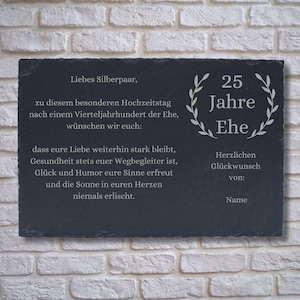 Liebes Silberpaar,
zu diesem besonderen Hochzeitstag
nach einem Vierteljahrhundert der Ehe,
wünschen wir euch:
dass eure Liebe weiterhin stark bleibt,
Gesundheit stets euer Wegbegleiter ist,
Glück und Humor eure Sinne erfreut
und die Sonne in euren Herzen
niemals erlischt.
25
Jahre
Ehe
Herzlichen
Glückwunsch
von:
Name